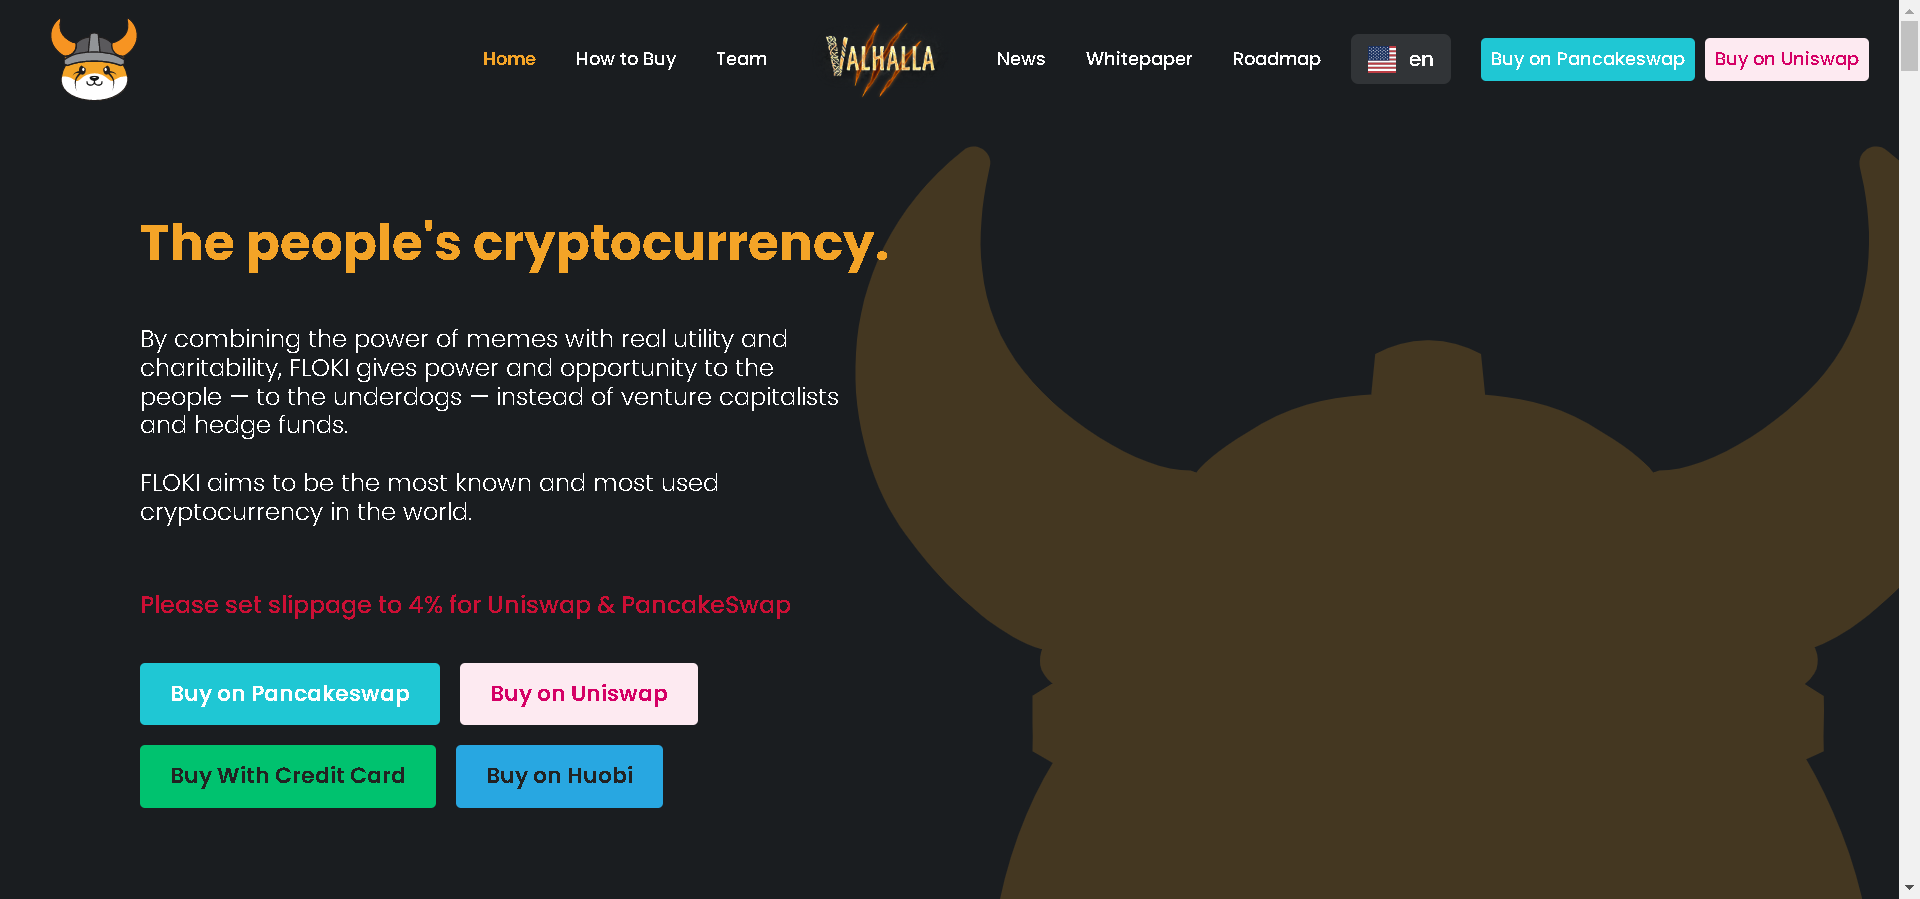 Home How to Buy Team VALHALLA News Whitepaper Roadmap en Buy on Pancakeswap Buy on Uniswap
The people's cryptocurrency.
By combining the power of memes with real utility and
charitability, FLOKI gives power and opportunity to the
people — to the underdogs — instead of venture capitalists
and hedge funds.
FLOKI aims to be the most known and most used
cryptocurrency in the world.
Please set slippage to 4% for Uniswap & PancakeSwap
Buy on Pancakeswap Buy on Uniswap
Buy With Credit Card Buy on Huobi